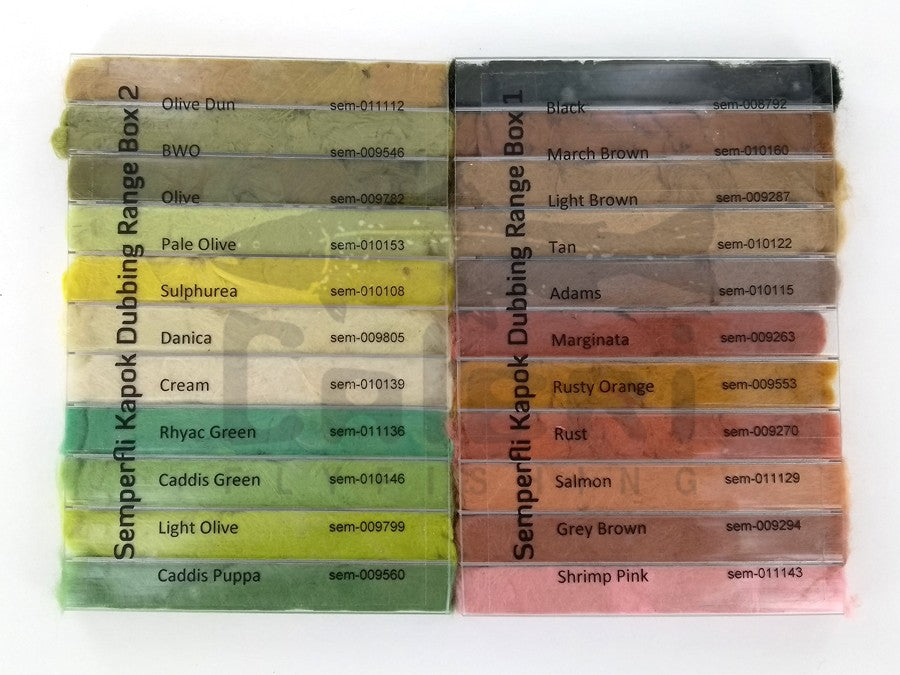 Semperfli Kapok Dubbing Range Box 2
Olive Dun sem-011112
BWO sem-009546
Olive sem-009782
Pale Olive sem-010153
Sulphurea sem-010108
Danica sem-009805
Cream sem-010139
Rhyac Green sem-011136
Caddis Green sem-010146
Light Olive sem-009799
Caddis Puppa sem-009560
Semperfli Kapok Dubbing Range Box 1
Black sem-008792
March Brown sem-010160
Light Brown sem-009287
Tan sem-010122
Adams sem-010115
Marginata sem-009263
Rusty Orange sem-009553
Rust sem-009270
Salmon sem-011129
Grey Brown sem-009294
Shrimp Pink sem-011143